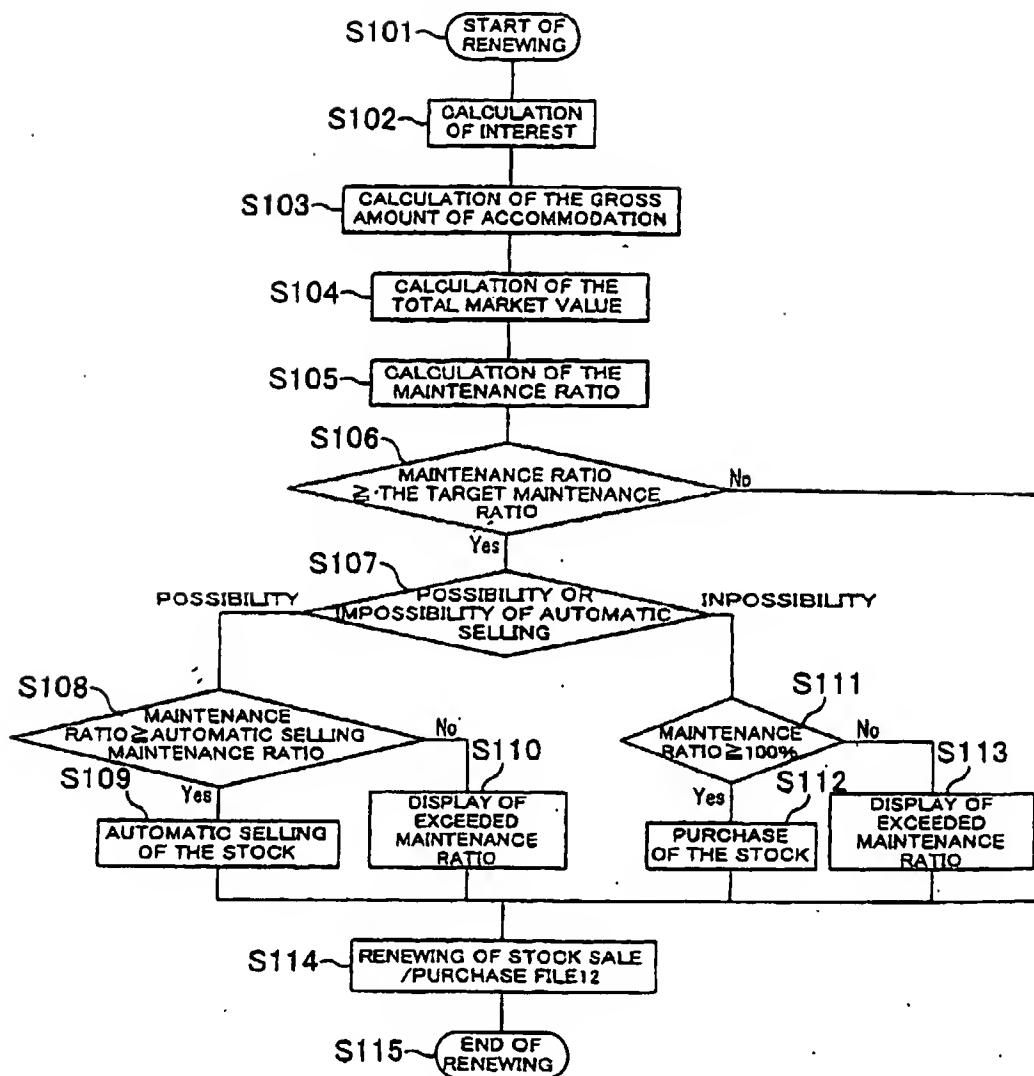 S101
START OF
RENEWING
S102
CALCULATION
OF INTEREST
S103
CALCULATION OF THE GROSS
AMOUNT OF ACCOMMODATION
S104
CALCULATION OF THE
TOTAL MARKET VALUE
S105
CALCULATION OF THE
MAINTENANCE RATIO
S106
MAINTENANCE RATIO
≧ THE TARGET MAINTENANCE
RATIO
No
Yes
S107
POSSIBILITY OR
IMPOSSIBILITY OF AUTOMATIC
SELLING
POSSIBILITY
INPOSSIBILITY
S108
MAINTENANCE
RATIO≧AUTOMATIC SELLING
MAINTENANCE RATIO
No
Yes
S109
AUTOMATIC SELLING
OF THE STOCK
S110
DISPLAY OF
EXCEEDED
MAINTENANCE
RATIO
S111
MAINTENANCE
RATIO≧100%
No
Yes
S112
PURCHASE
OF THE STOCK
S113
DISPLAY OF
EXCEEDED
MAINTENANCE
RATIO
S114
RENEWING OF STOCK SALE
/PURCHASE FILE12
S115
END OF
RENEWING